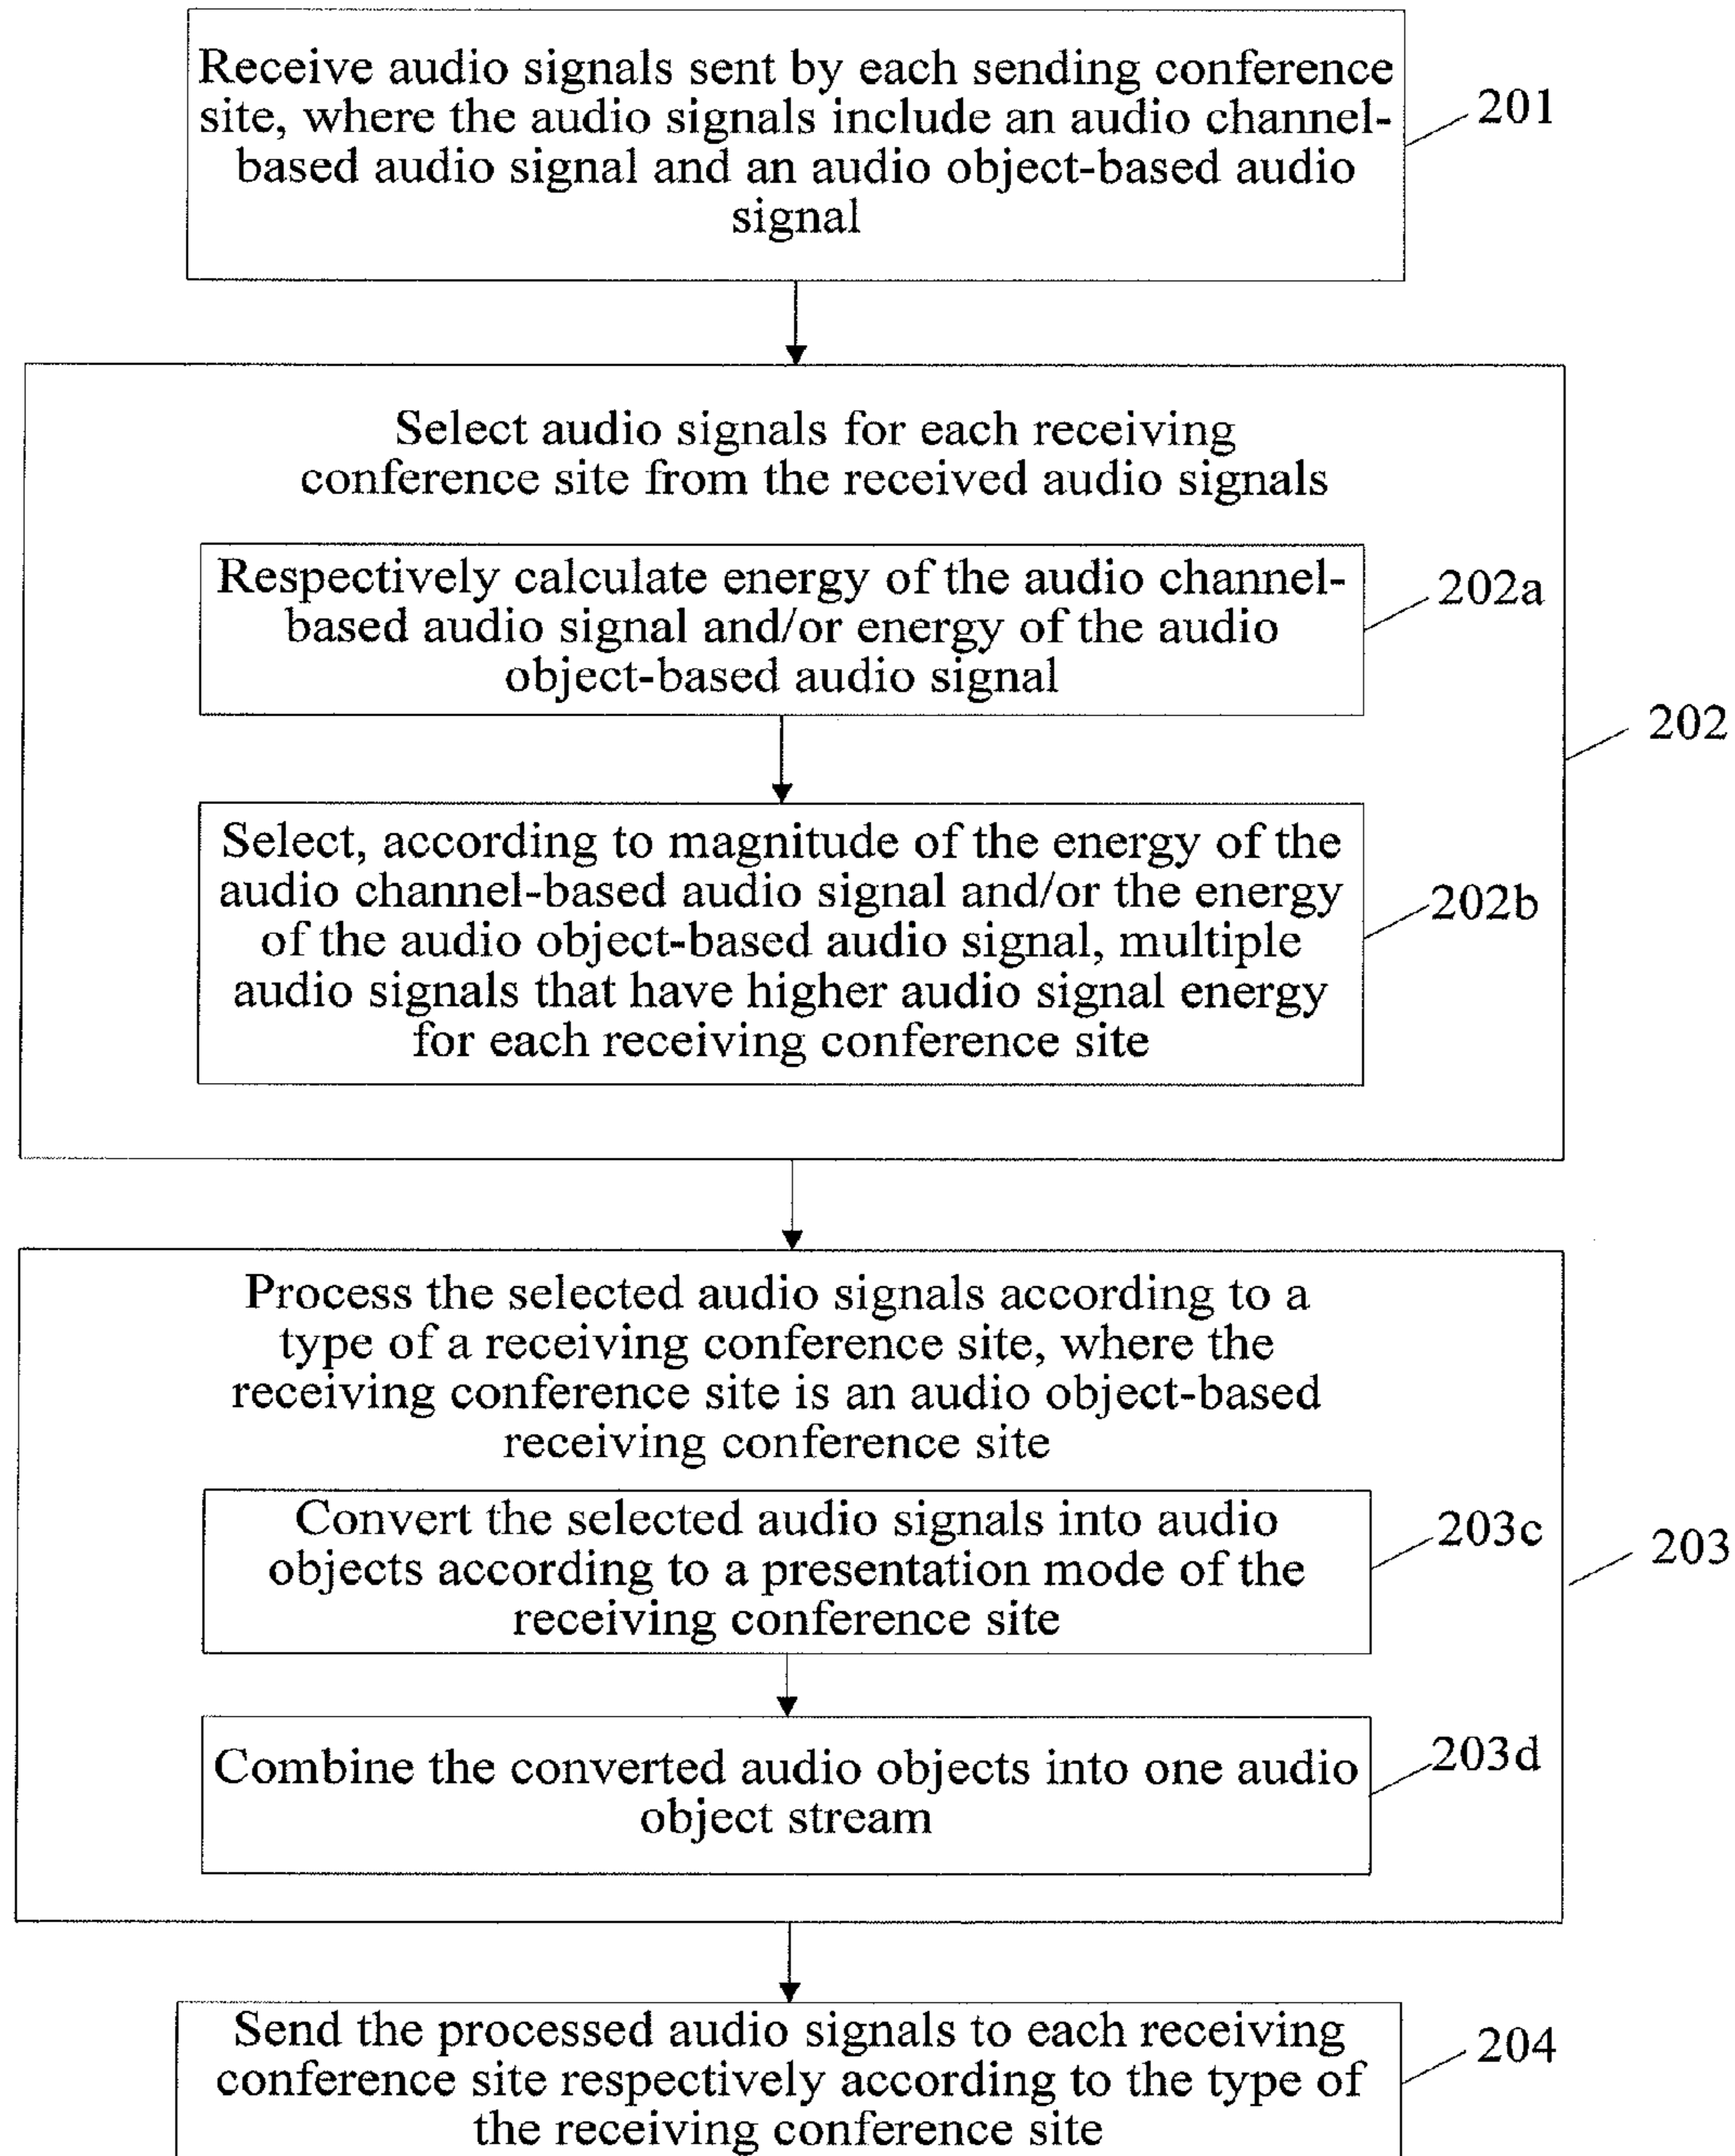 Receive audio signals sent by each sending conference
site, where the audio signals include an audio channel-
based audio signal and an audio object-based audio
signal
201
Select audio signals for each receiving
conference site from the received audio signals
Respectively calculate energy of the audio channel-
based audio signal and/or energy of the audio
object-based audio signal
202a
202
Select, according to magnitude of the energy of the
audio channel-based audio signal and/or the energy
of the audio object-based audio signal, multiple
audio signals that have higher audio signal energy
for each receiving conference site
202b
Process the selected audio signals according to a
type of a receiving conference site, where the
receiving conference site is an audio object-based
receiving conference site
Convert the selected audio signals into audio
objects according to a presentation mode of the
receiving conference site
203c
203
Combine the converted audio objects into one audio
object stream
203d
Send the processed audio signals to each receiving
conference site respectively according to the type of
the receiving conference site
204